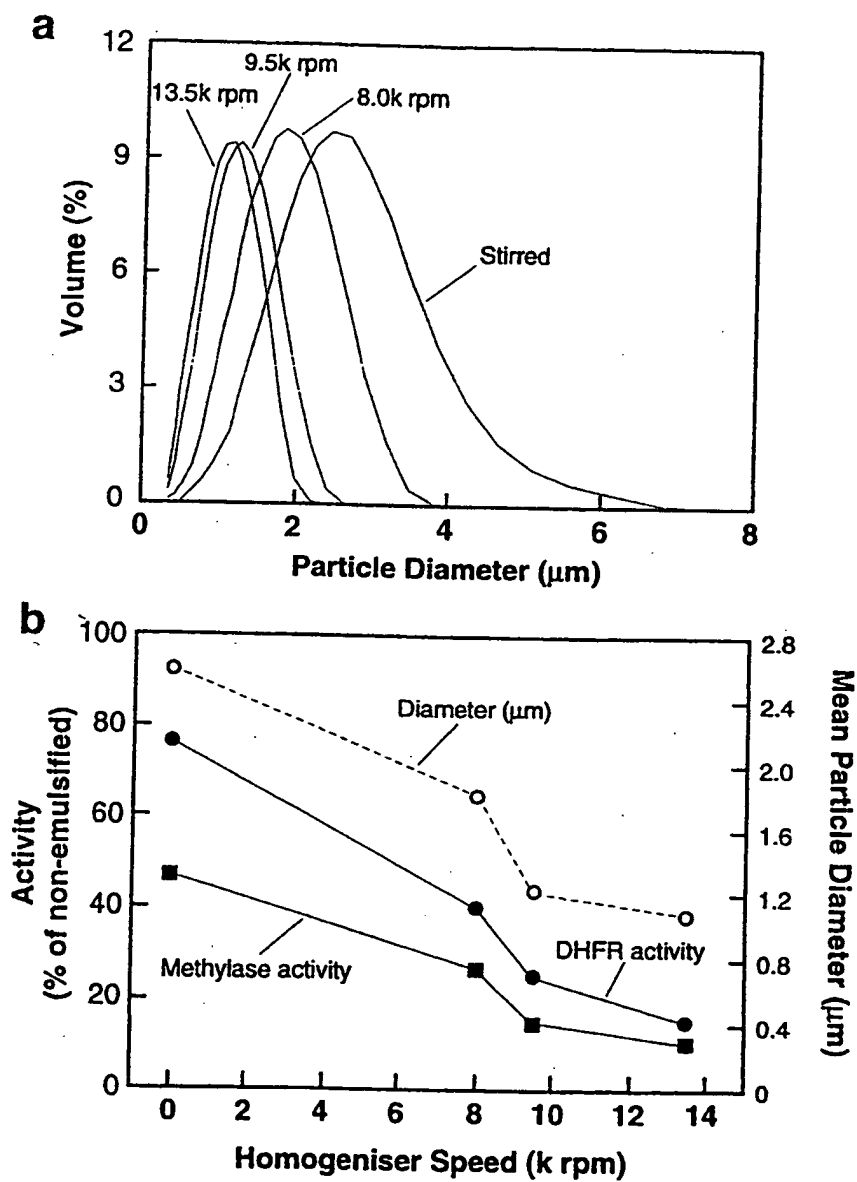 a
12
9
6
3
0
13.5k rpm
9.5k rpm
8.0k rpm
Stirred
Volume (%)
0 2 4 6 8
Particle Diameter (μm)
b
100
80
60
40
20
0
Activity
(% of non-emulsified)
Diameter (μm)
DHFR activity
Methylase activity
2.8
2.4
2.0
1.6
1.2
0.8
0.4
0
Mean Particle Diameter (μm)
0 2 4 6 8 10 12 14
Homogeniser Speed (k rpm)